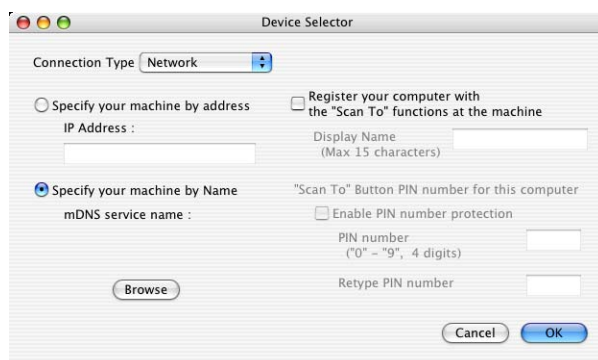 Device Selector
Connection Type Network
Specify your machine by address
IP Address :
Specify your machine by Name
mDNS service name :
Browse
Register your computer with
the "Scan To" functions at the machine
Display Name
(Max 15 characters)
"Scan To" Button PIN number for this computer
Enable PIN number protection
PIN number
("0" – "9", 4 digits)
Retype PIN number
Cancel OK